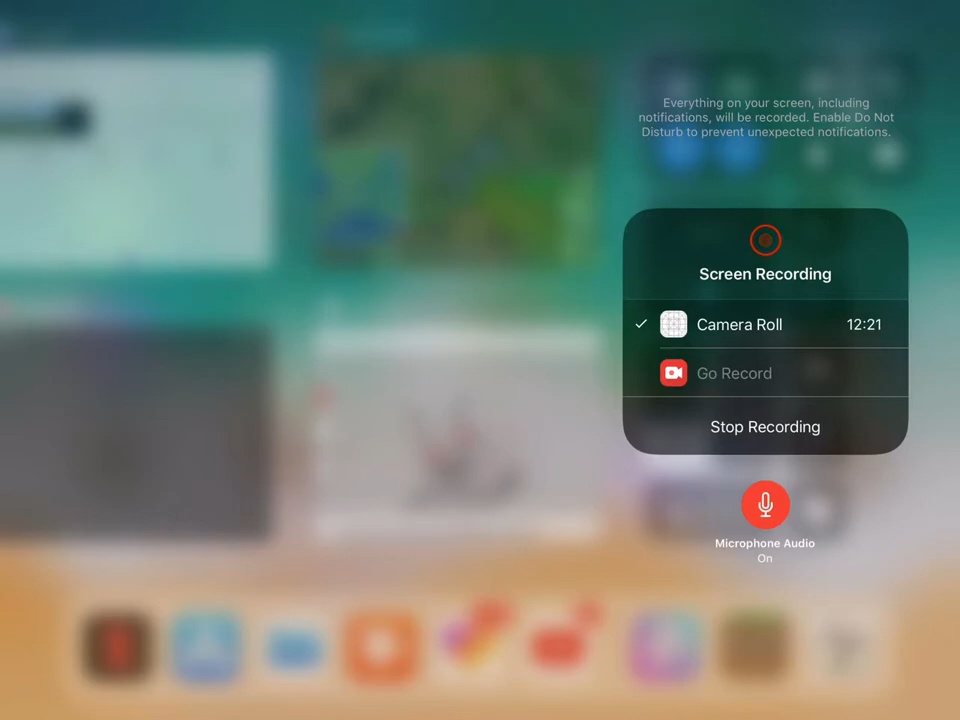 Everything on your screen, including
notifications, will be recorded. Enable Do Not
Disturb to prevent unexpected notifications.
Screen Recording
Camera Roll 12:21
Go Record
Stop Recording
Microphone Audio
On